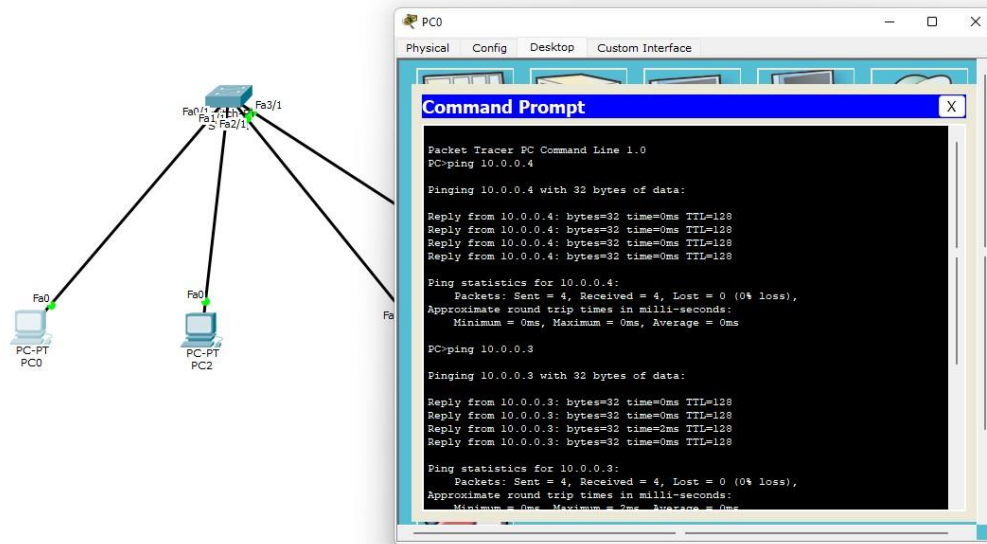 PC0
Physical Config Desktop Custom Interface
Command Prompt X
Packet Tracer PC Command Line 1.0
PC>ping 10.0.0.4
Pinging 10.0.0.4 with 32 bytes of data:
Reply from 10.0.0.4: bytes=32 time=0ms TTL=128
Reply from 10.0.0.4: bytes=32 time=0ms TTL=128
Reply from 10.0.0.4: bytes=32 time=0ms TTL=128
Reply from 10.0.0.4: bytes=32 time=0ms TTL=128
Ping statistics for 10.0.0.4:
Packets: Sent = 4, Received = 4, Lost = 0 (0% loss),
Approximate round trip times in milli-seconds:
Minimum = 0ms, Maximum = 0ms, Average = 0ms
PC>ping 10.0.0.3
Pinging 10.0.0.3 with 32 bytes of data:
Reply from 10.0.0.3: bytes=32 time=0ms TTL=128
Reply from 10.0.0.3: bytes=32 time=0ms TTL=128
Reply from 10.0.0.3: bytes=32 time=2ms TTL=128
Reply from 10.0.0.3: bytes=32 time=0ms TTL=128
Ping statistics for 10.0.0.3:
Packets: Sent = 4, Received = 4, Lost = 0 (0% loss),
Approximate round trip times in milli-seconds:
Minimum = 0ms, Maximum = 2ms, Average = 0ms
Fa3/1
Fa0/1
Fa2/1
Fa0
PC-PT
PC0
Fa0
PC-PT
PC2
Fa